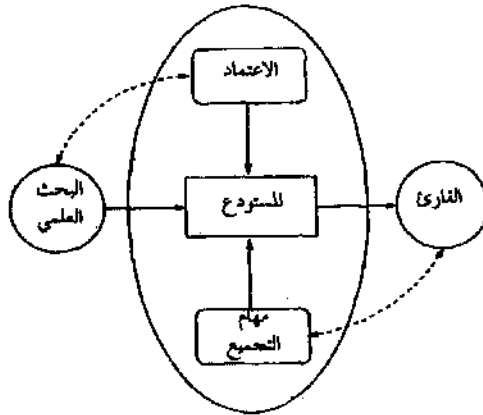 الاعتماد
البحث
العلمي
المستودع
القارئ
مهام
التجميع